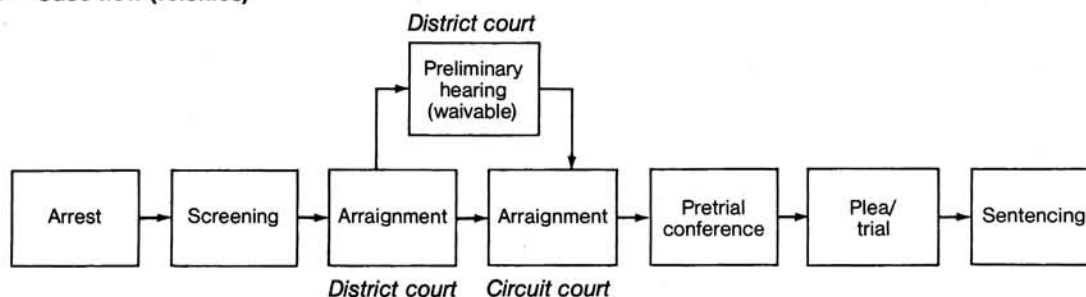 District court
Preliminary
hearing
(waivable)
Arrest
Screening
Arraignment
Arraignment
Pretrial
conference
Plea/
trial
Sentencing
District court
Circuit court